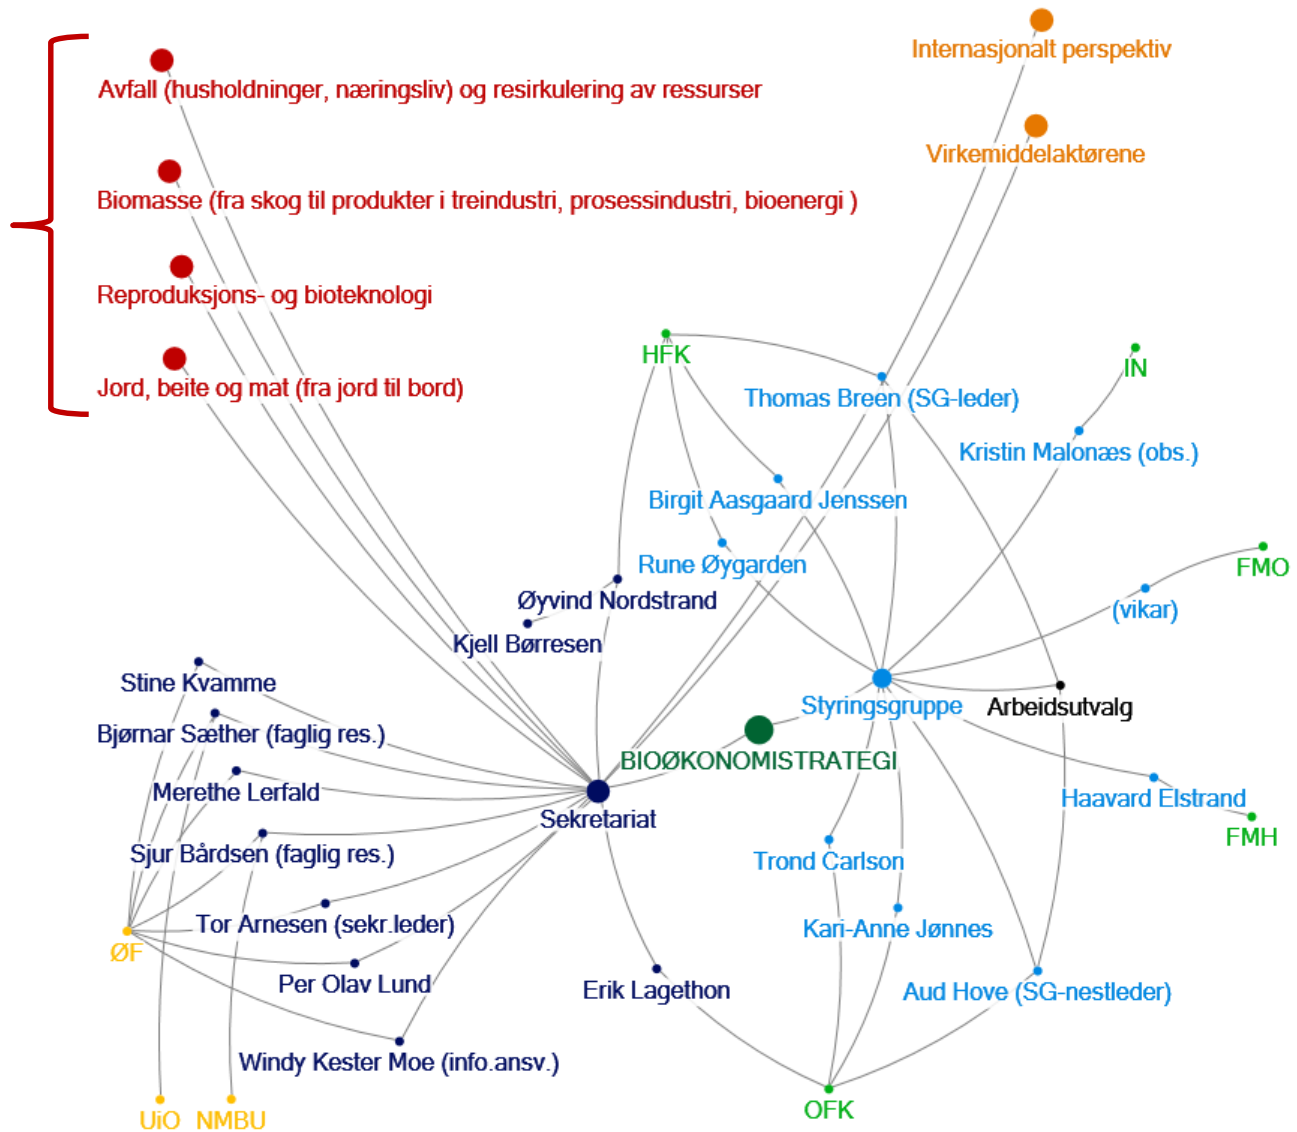 Internasjonalt perspektiv
Avfall (husholdninger, næringsliv) og resirkulering av ressurser
Virkemiddelaktørene
Biomasse (fra skog til produkter i treindustri, prosessindustri, bioenergi )
Reproduksjons- og bioteknologi
HFK
IN
Jord, beite og mat (fra jord til bord)
Thomas Breen (SG-leder)
Kristin Malonæs (obs.)
Birgit Aasgaard Jenssen
Rune Øygarden
FMO
Øyvind Nordstrand
(vikar)
Kjell Børresen
Stine Kvamme
Styringsgruppe
Arbeidsutvalg
Bjørnar Sæther (faglig res.)
BIOØKONOMISTRATEGI
Merethe Lerfald
Haavard Elstrand
Sekretariat
FMH
Sjur Bårdsen (faglig res.)
Trond Carlson
Tor Arnesen (sekr.leder)
Kari-Anne Jønnes
ØF
Per Olav Lund
Erik Lagethon
Aud Hove (SG-nestleder)
Windy Kester Moe (info.ansv.)
OFK
UiO
NMBU